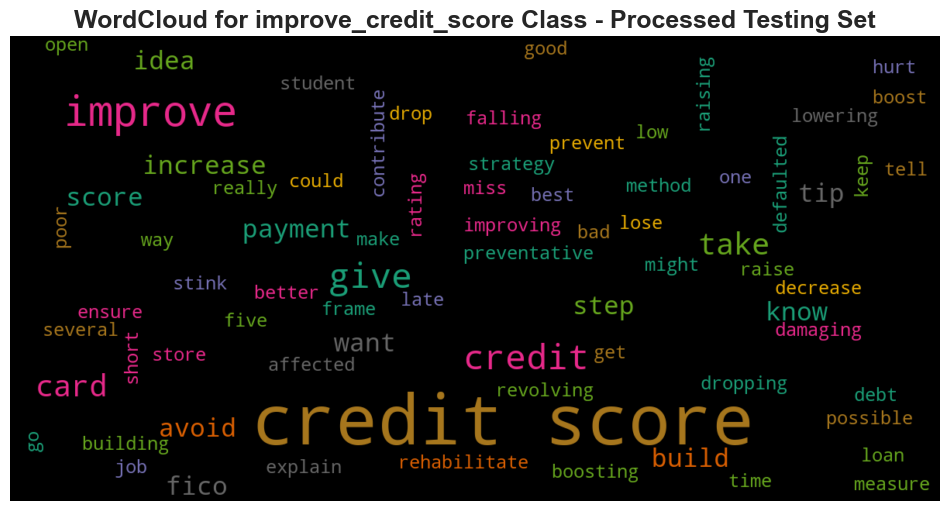 WordCloud for improve_credit_score Class - Processed Testing Set
open
good
idea
hurt
student
raising
boost
improve
contribute
drop
falling
low
lowering
prevent
increase
strategy
defaulted
keep
tell
really
could
rating
miss
best
method
one
tip
score
poor
payment
improving
bad
lose
way
make
preventative
take
might
raise
stink
better
give
late
decrease
ensure
frame
step
know
several
five
damaging
short
store
want
affected
credit
get
card
revolving
dropping
debt
credit score
possible
avoid
go
building
build
job
explain
rehabilitate
boosting
loan
fico
time
measure